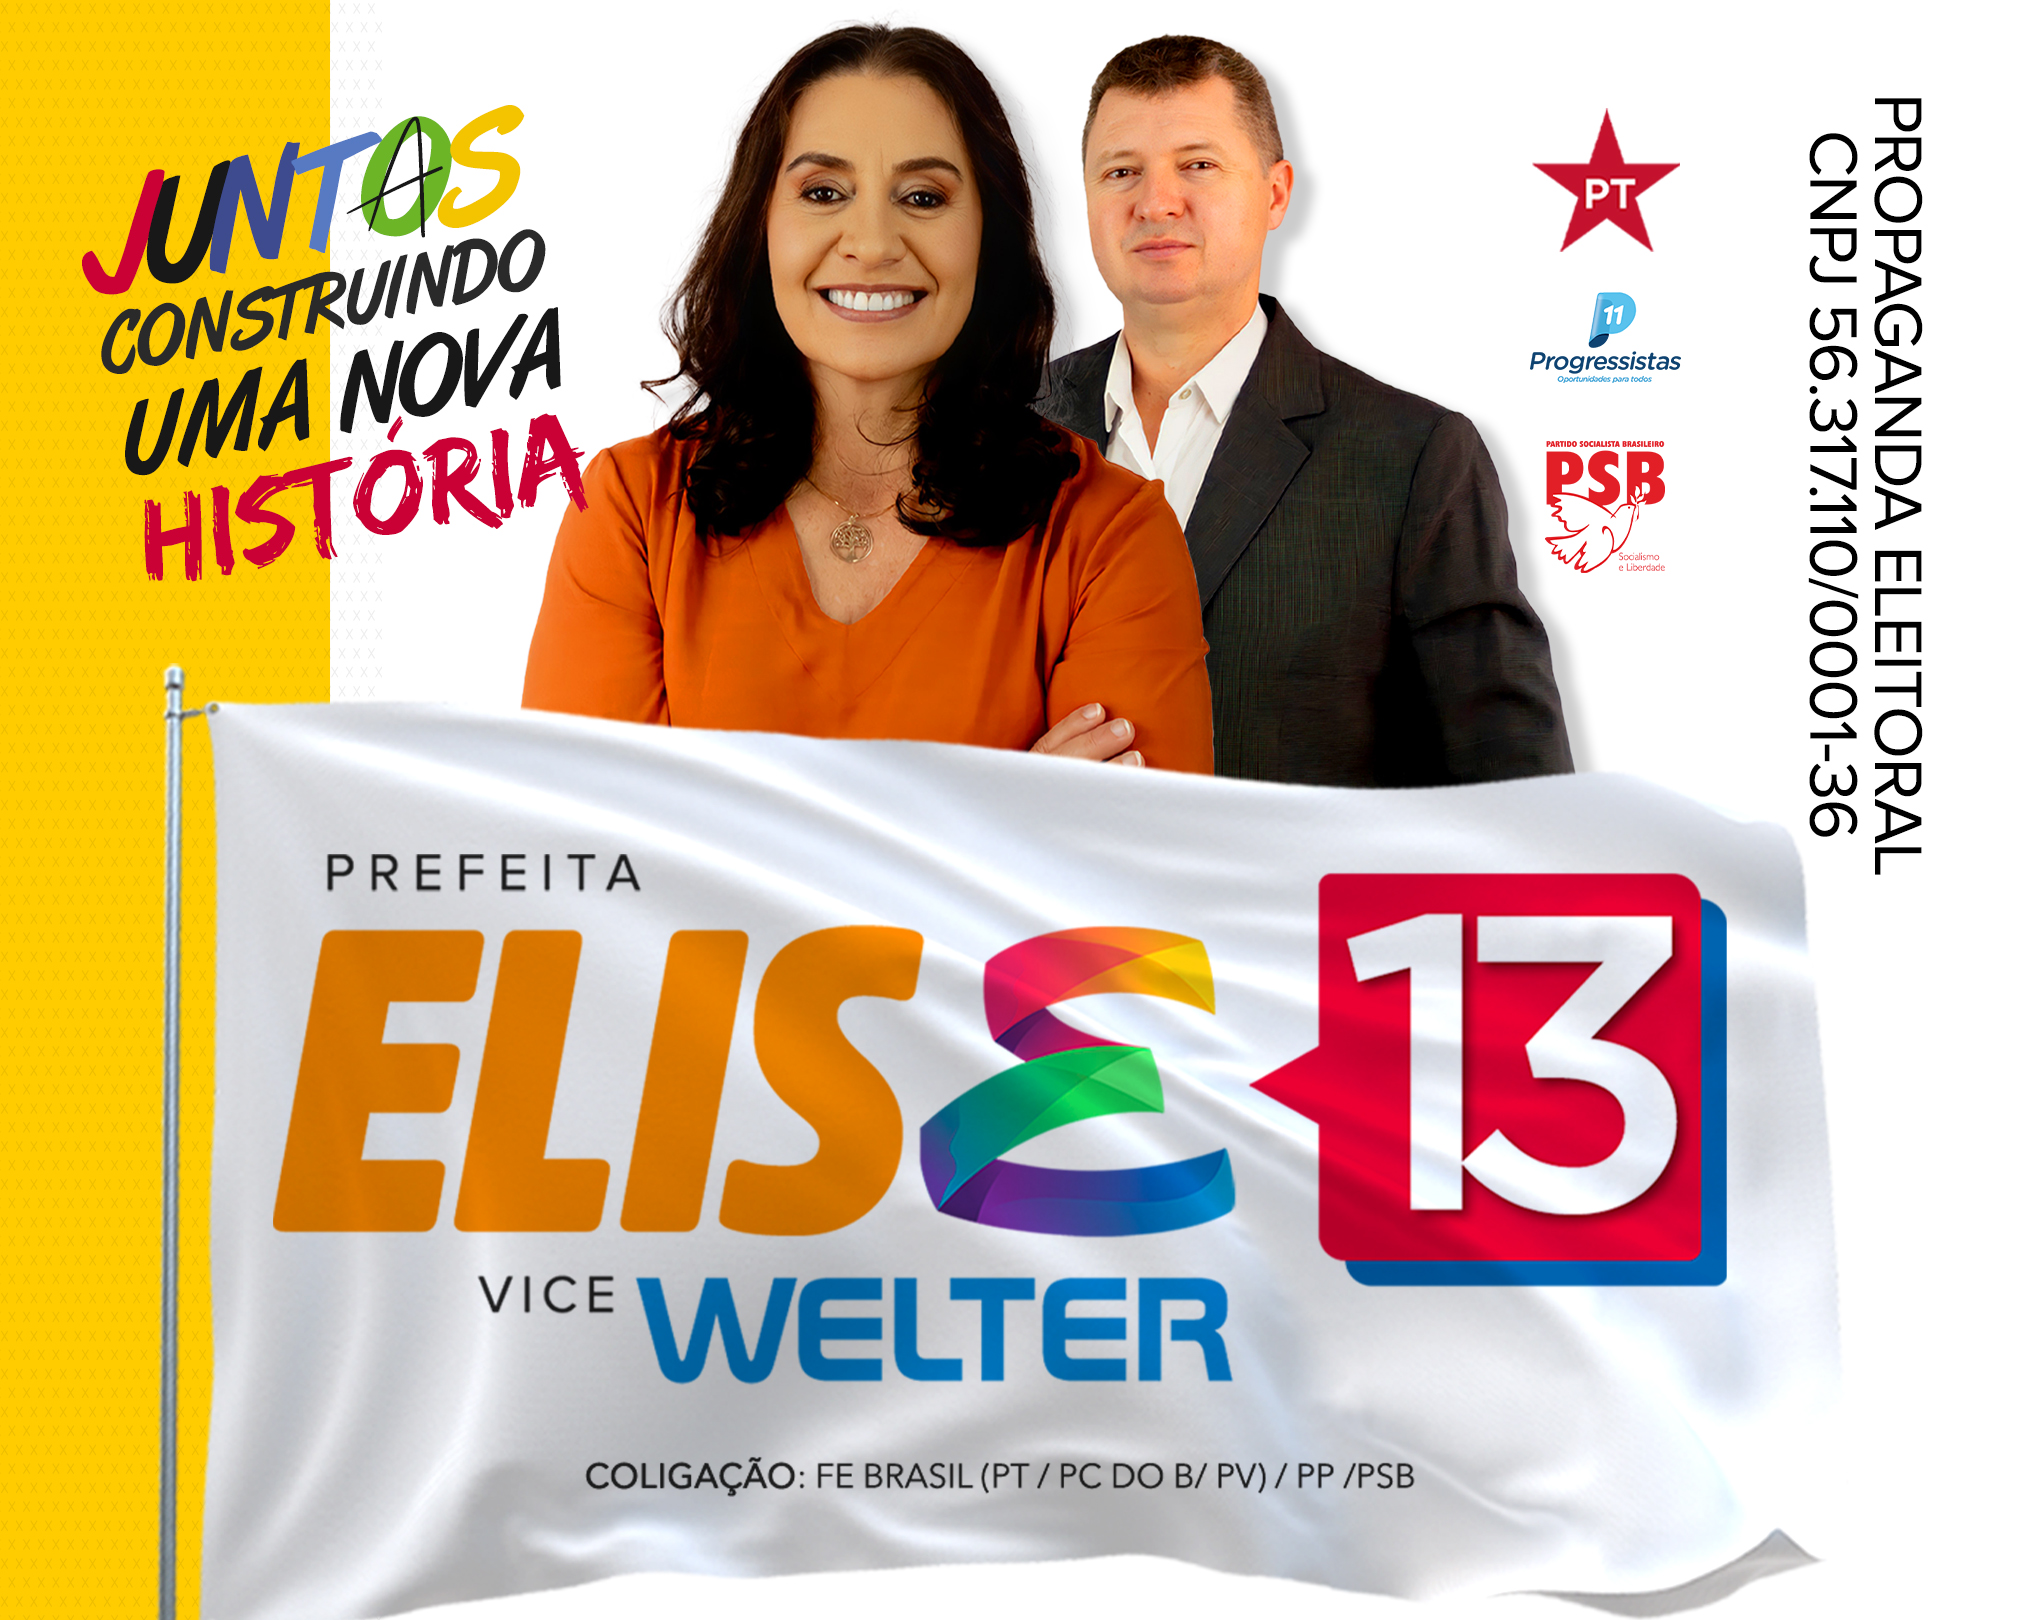 JUNTOS
CONSTRUINDO
UMA NOVA
HISTÓRIA
PT
11
Progressistas
Oportunidades para todos
PARTIDO SOCIALISTA BRASILEIRO
PSB
Socialismo
e Liberdade
PROPAGANDA ELEITORAL
CNPJ 56.317.110/0001-36
PREFEITA
ELISE
13
VICE WELTER
COLIGAÇÃO: FE BRASIL (PT / PC DO B/ PV) / PP /PSB